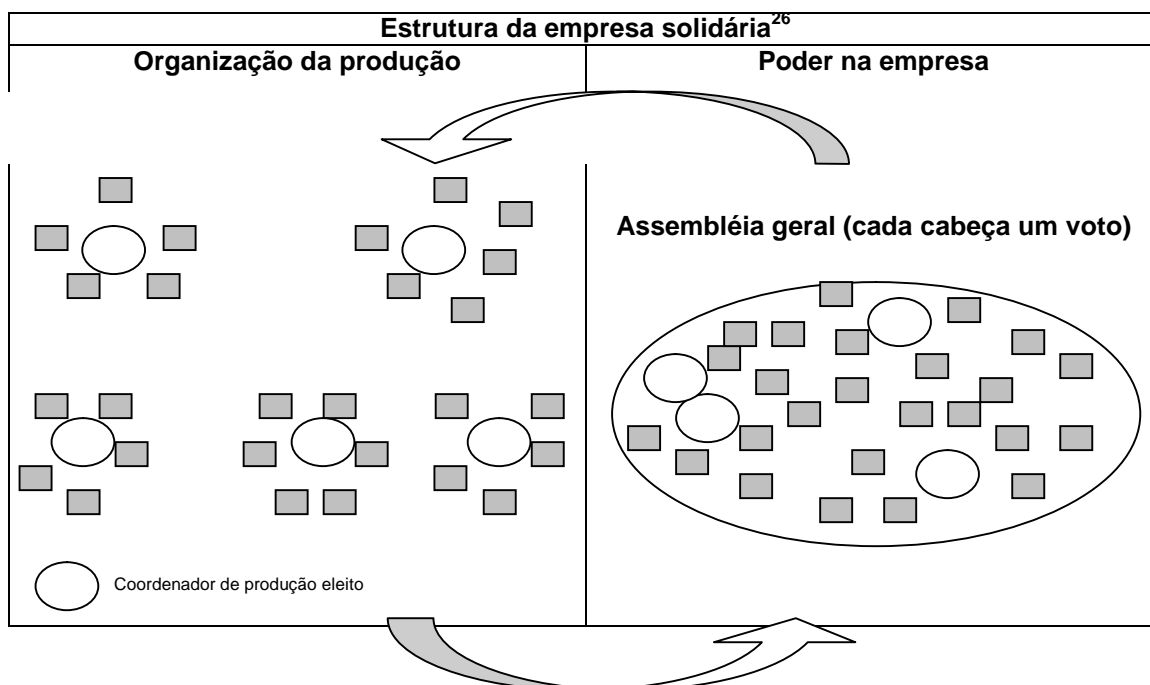 Estrutura da empresa solidária26
Organização da produção
Poder na empresa
Assembléia geral (cada cabeça um voto)
Coordenador de produção eleito